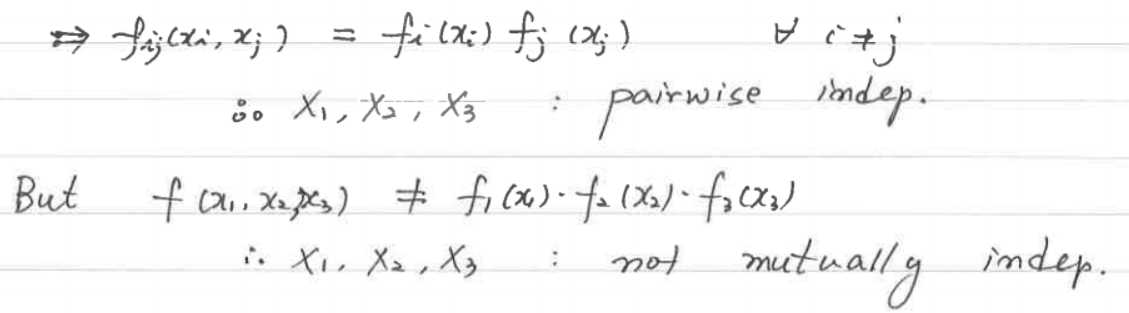 ⇒ f_ij(x_i, x_j) = f_i(x_i) f_j(x_j) ∀ i ≠ j
∴ X₁, X₂, X₃ : pairwise indep.
But f(x₁, x₂, x₃) ≠ f₁(x₁)·f₂(x₂)·f₃(x₃)
∴ X₁, X₂, X₃ : not mutually indep.